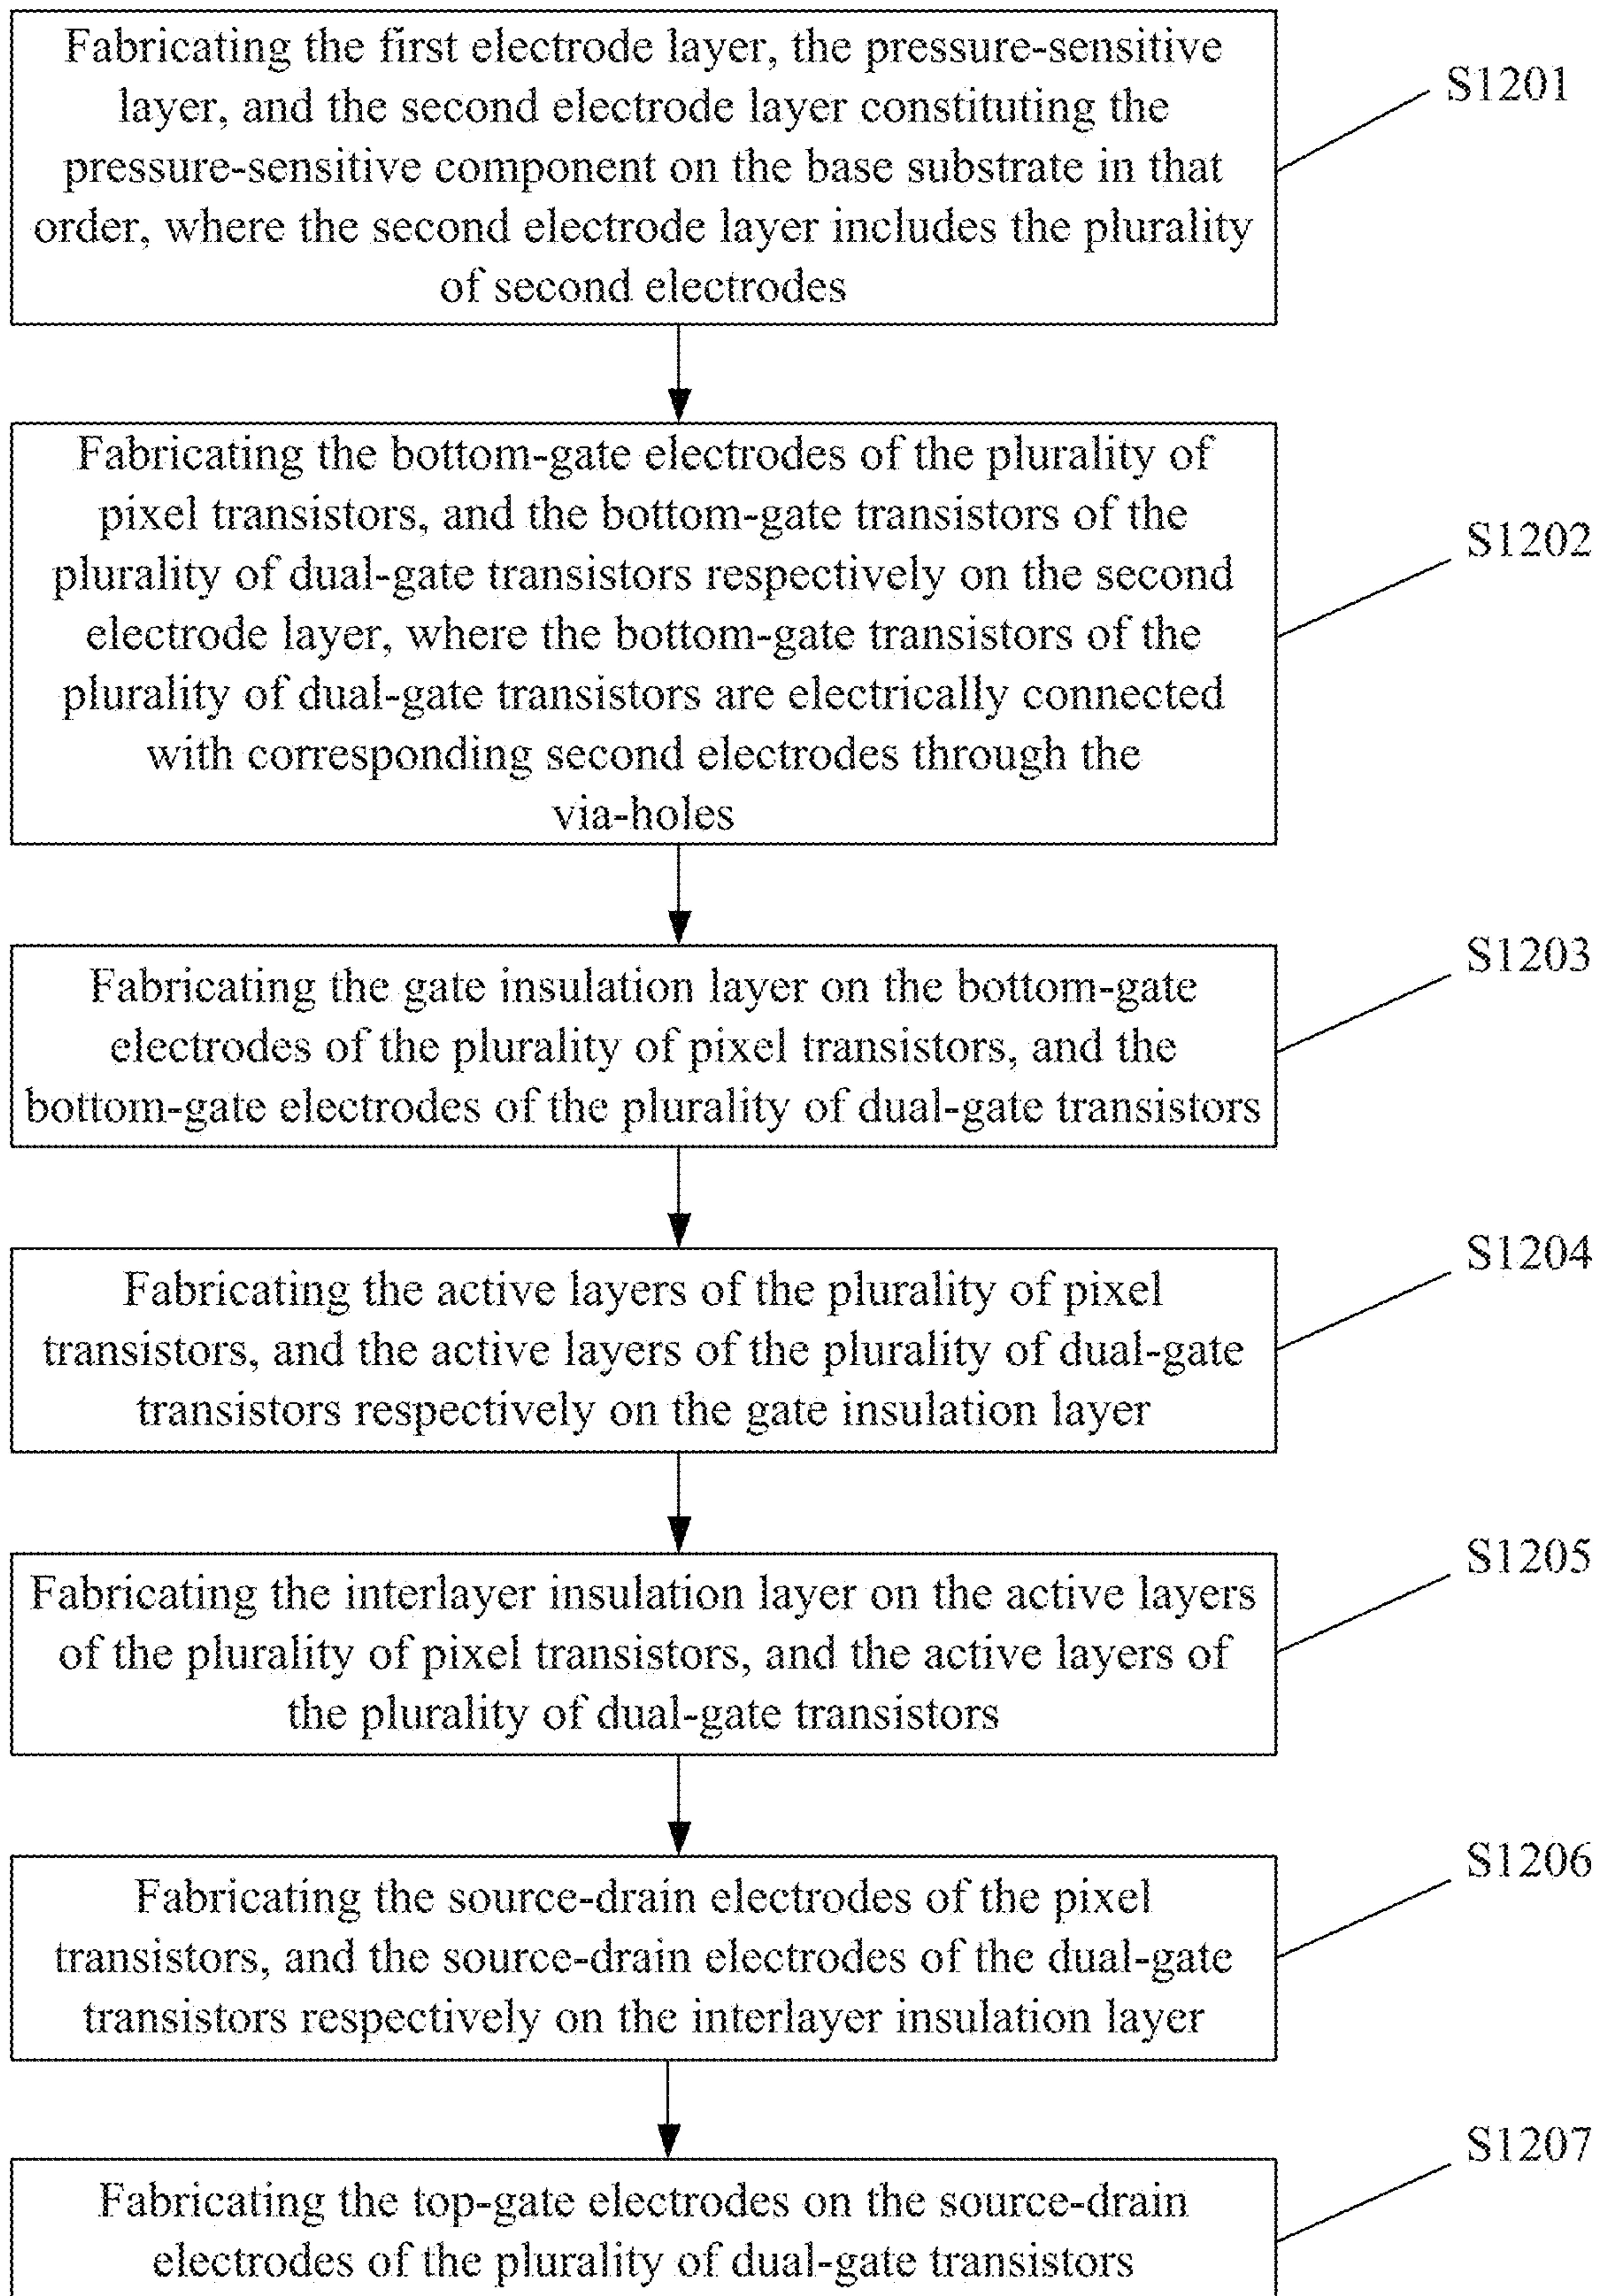 Fabricating the first electrode layer, the pressure-sensitive
layer, and the second electrode layer constituting the
pressure-sensitive component on the base substrate in that
order, where the second electrode layer includes the plurality
of second electrodes
S1201
Fabricating the bottom-gate electrodes of the plurality of
pixel transistors, and the bottom-gate transistors of the
plurality of dual-gate transistors respectively on the second
electrode layer, where the bottom-gate transistors of the
plurality of dual-gate transistors are electrically connected
with corresponding second electrodes through the
via-holes
S1202
Fabricating the gate insulation layer on the bottom-gate
electrodes of the plurality of pixel transistors, and the
bottom-gate electrodes of the plurality of dual-gate transistors
S1203
Fabricating the active layers of the plurality of pixel
transistors, and the active layers of the plurality of dual-gate
transistors respectively on the gate insulation layer
S1204
Fabricating the interlayer insulation layer on the active layers
of the plurality of pixel transistors, and the active layers of
the plurality of dual-gate transistors
S1205
Fabricating the source-drain electrodes of the pixel
transistors, and the source-drain electrodes of the dual-gate
transistors respectively on the interlayer insulation layer
S1206
Fabricating the top-gate electrodes on the source-drain
electrodes of the plurality of dual-gate transistors
S1207